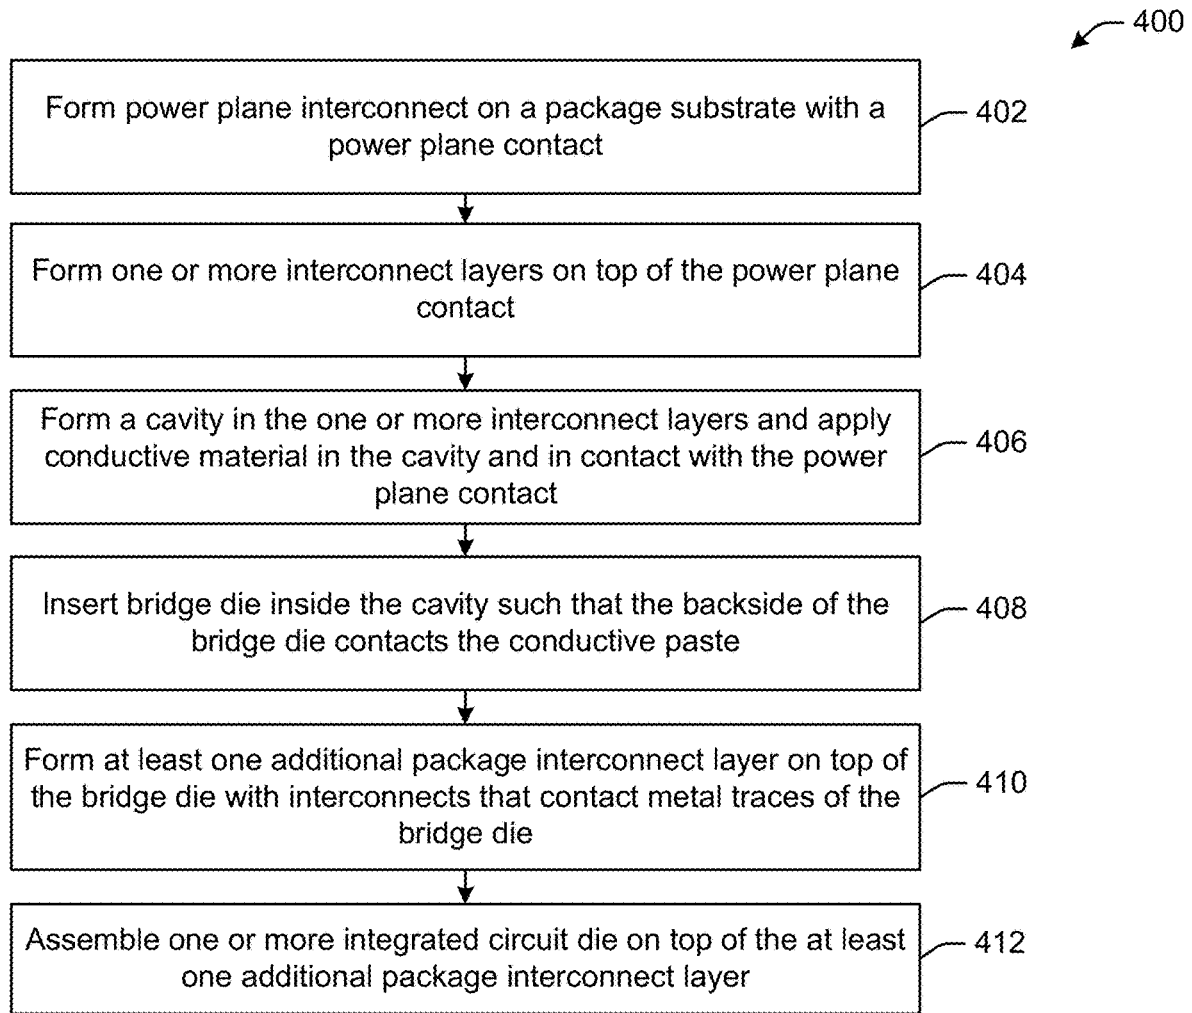 400
Form power plane interconnect on a package substrate with a
power plane contact
402
Form one or more interconnect layers on top of the power plane
contact
404
Form a cavity in the one or more interconnect layers and apply
conductive material in the cavity and in contact with the power
plane contact
406
Insert bridge die inside the cavity such that the backside of the
bridge die contacts the conductive paste
408
Form at least one additional package interconnect layer on top of
the bridge die with interconnects that contact metal traces of the
bridge die
410
Assemble one or more integrated circuit die on top of the at least
one additional package interconnect layer
412